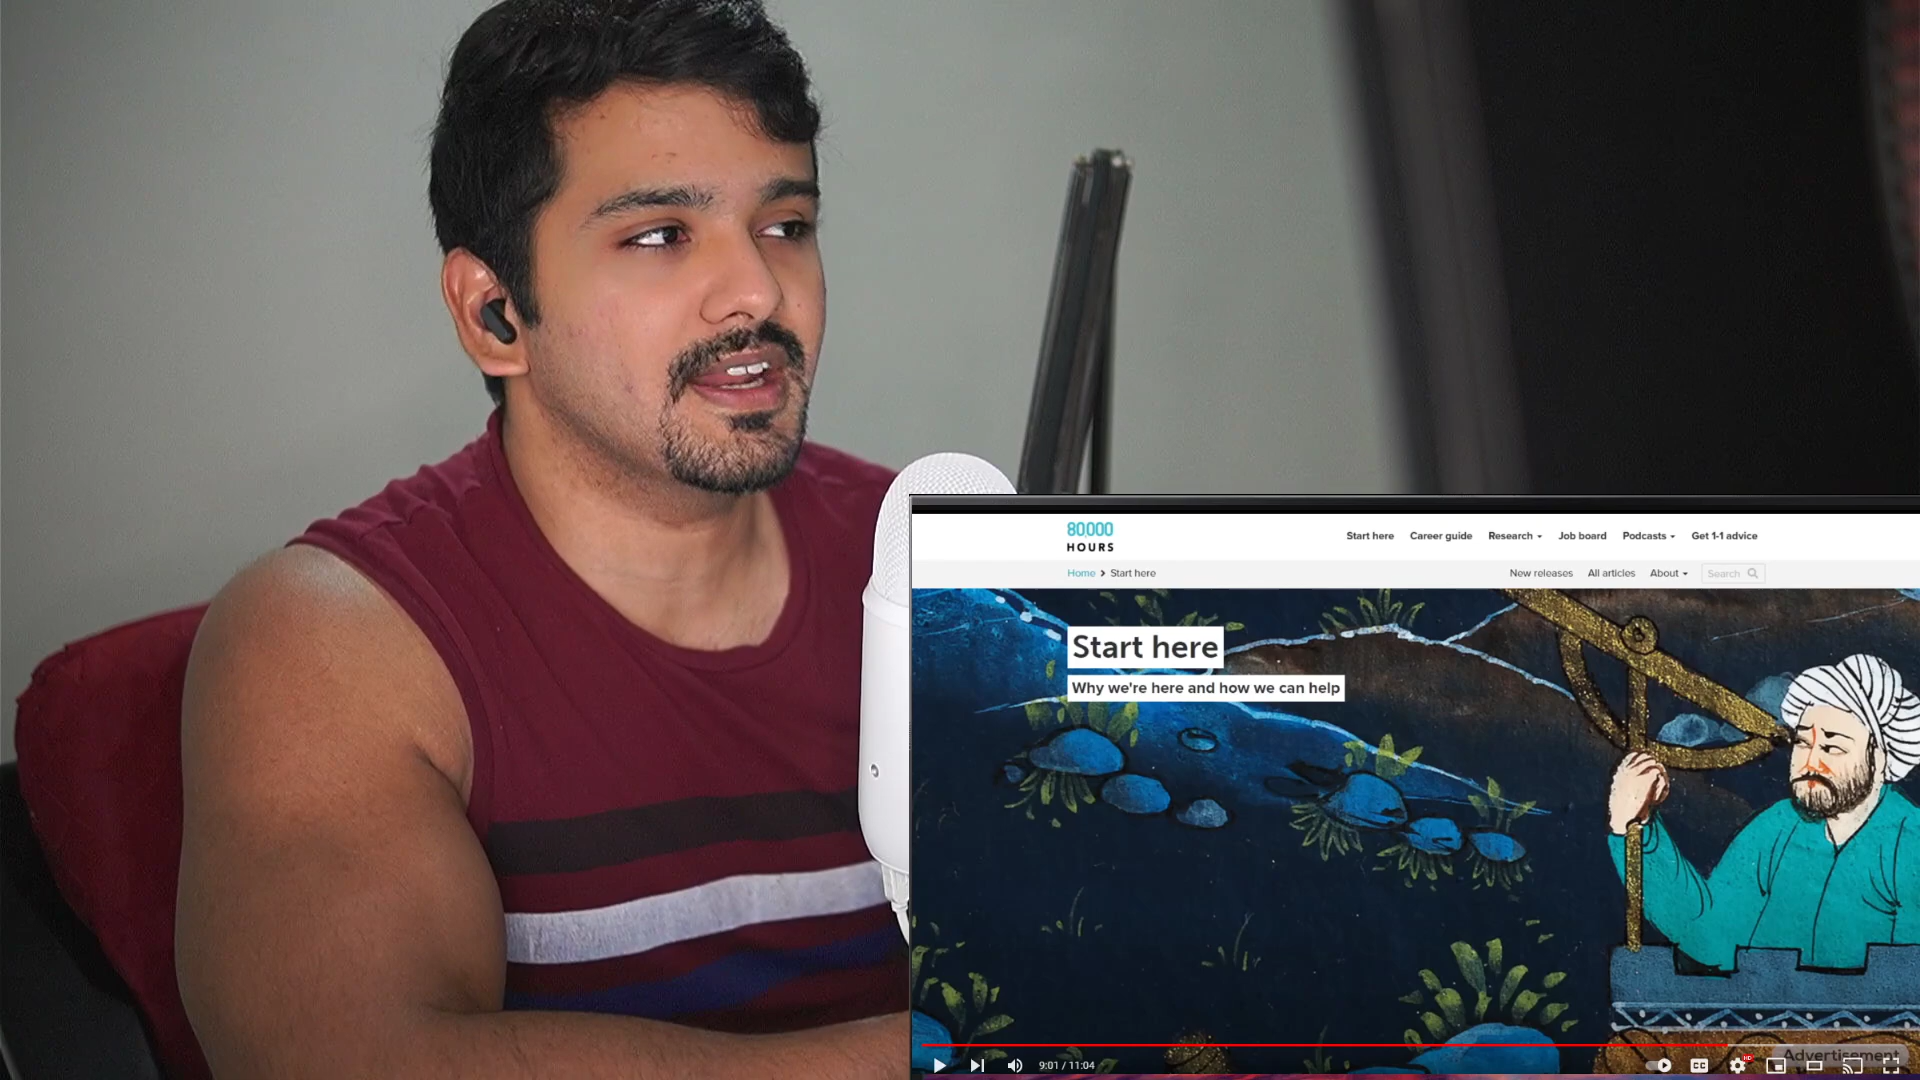 80,000
HOURS
Start here
Career guide
Research
Job board
Podcasts
Get 1-1 advice
Home > Start here
New releases
All articles
About
Search
Start here
Why we're here and how we can help
9:01 / 11:04
CC
HD
Advertisement